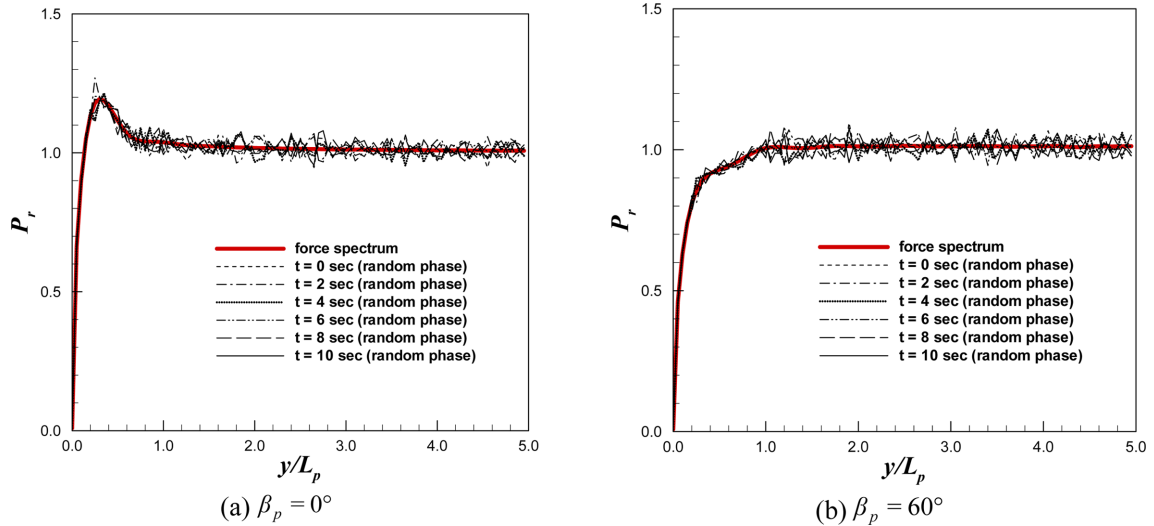 1.5
1.0
0.5
0.0
P_r
force spectrum
t = 0 sec (random phase)
t = 2 sec (random phase)
t = 4 sec (random phase)
t = 6 sec (random phase)
t = 8 sec (random phase)
t = 10 sec (random phase)
0.0 1.0 2.0 3.0 4.0 5.0
y/L_p
(a) β_p = 0°
1.5
1.0
0.5
0.0
P_r
force spectrum
t = 0 sec (random phase)
t = 2 sec (random phase)
t = 4 sec (random phase)
t = 6 sec (random phase)
t = 8 sec (random phase)
t = 10 sec (random phase)
0.0 1.0 2.0 3.0 4.0 5.0
y/L_p
(b) β_p = 60°